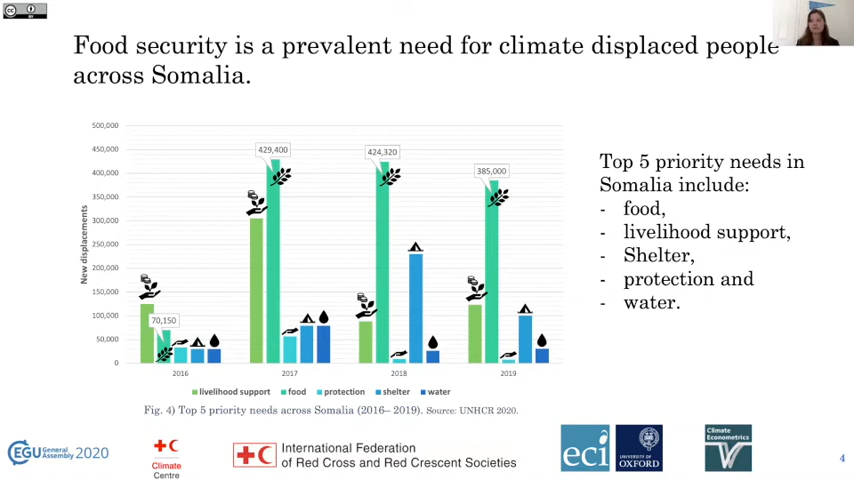 BY
Food security is a prevalent need for climate displaced people
across Somalia.
500,000
450,000
400,000
350,000
300,000
250,000
200,000
150,000
100,000
50,000
0
New displacements
70,150
429,400
424,320
385,000
2016
2017
2018
2019
livelihood support
food
protection
shelter
water
Fig. 4) Top 5 priority needs across Somalia (2016– 2019). Source: UNHCR 2020.
Top 5 priority needs in
Somalia include:
- food,
- livelihood support,
- Shelter,
- protection and
- water.
EGU General Assembly 2020
Climate
Centre
International Federation
of Red Cross and Red Crescent Societies
eci
UNIVERSITY OF
OXFORD
Climate
Econometrics
4